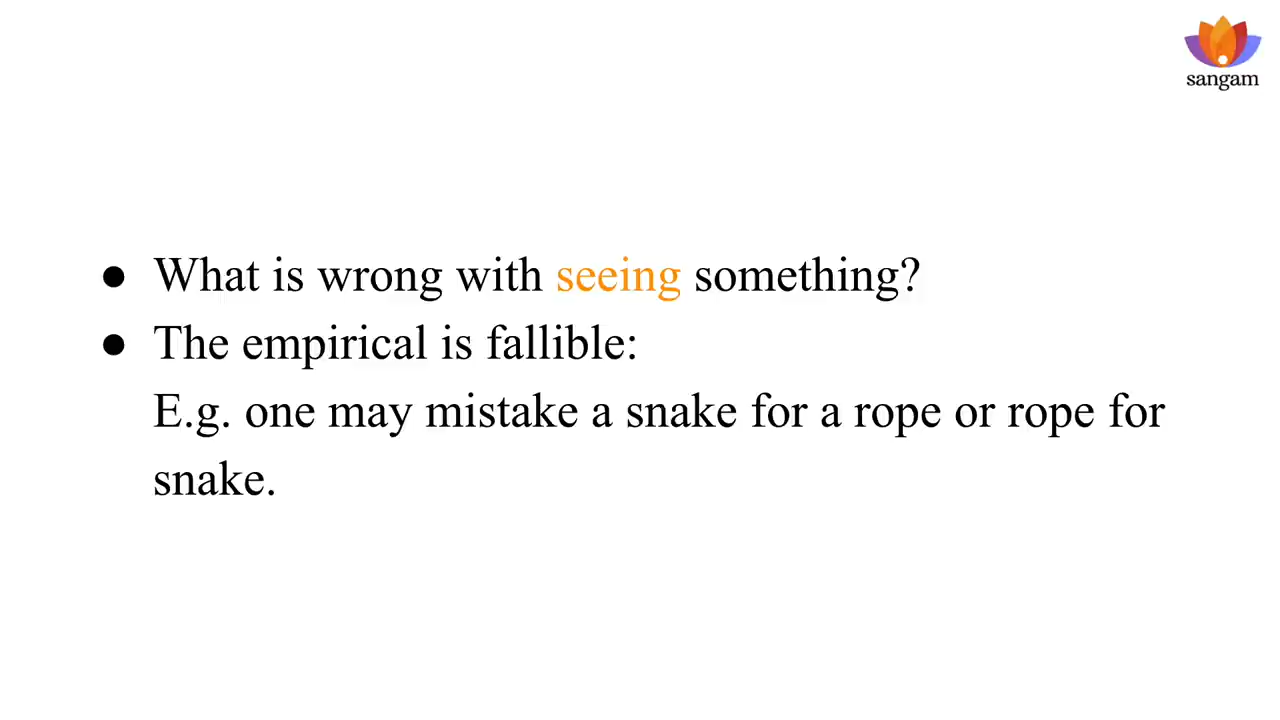 sangam
● What is wrong with seeing something?
● The empirical is fallible:
E.g. one may mistake a snake for a rope or rope for
snake.